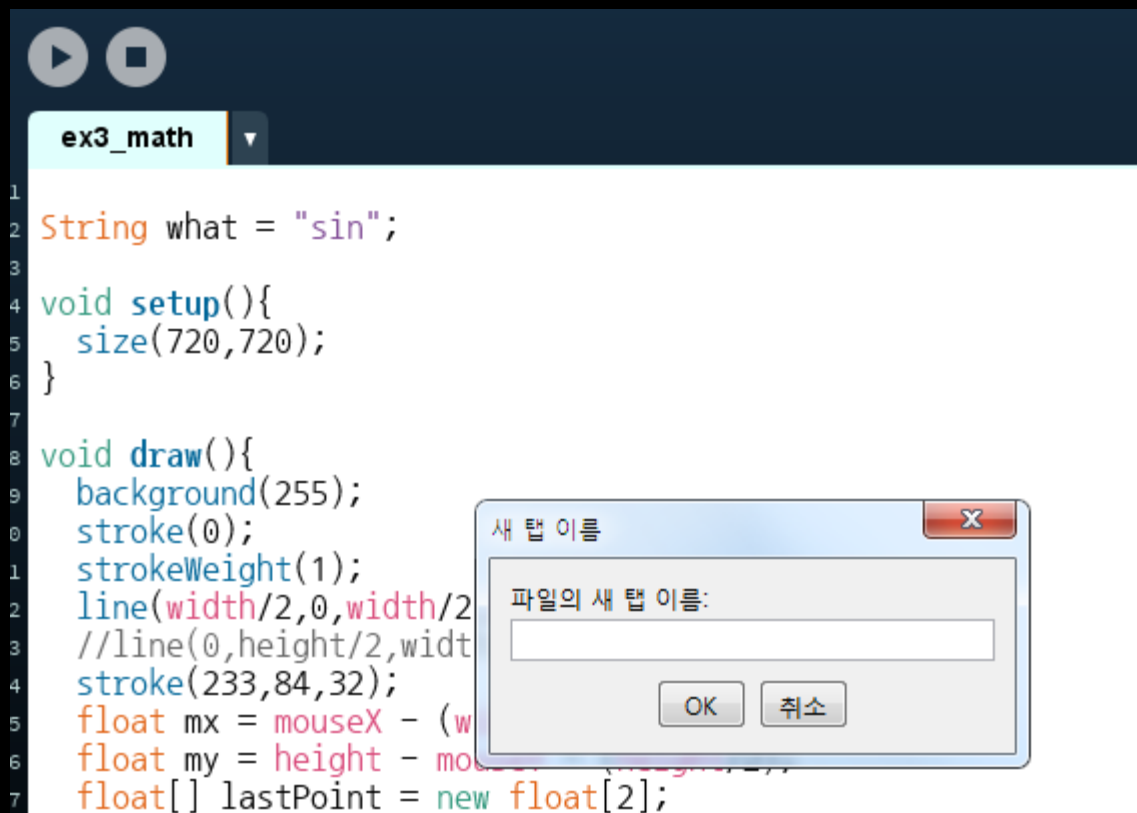 ex3_math
1
2 String what = "sin";
3
4 void setup(){
5 size(720,720);
6 }
7
8 void draw(){
9 background(255);
0 stroke(0);
1 strokeWeight(1);
2 line(width/2,0,width/2
3 //line(0,height/2,widt
4 stroke(233,84,32);
5 float mx = mouseX - (w
6 float my = height - mo
7 float[] lastPoint = new float[2];
새 탭 이름
파일의 새 탭 이름:
OK 취소